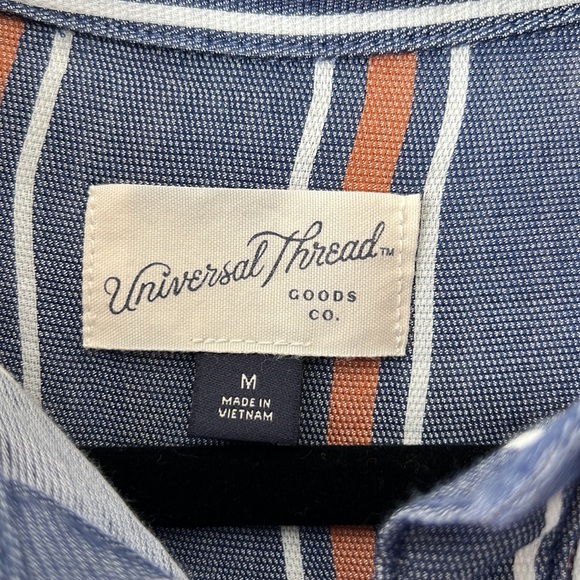 Universal Thread™
GOODS
CO.
M
MADE IN
VIETNAM